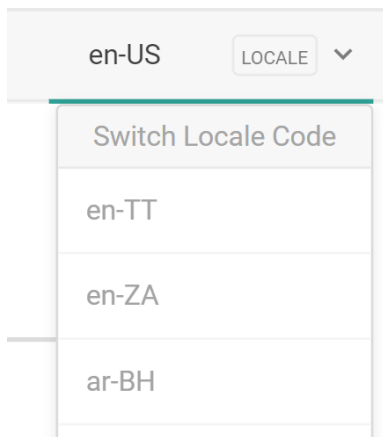 en-US LOCALE
Switch Locale Code
en-TT
en-ZA
ar-BH